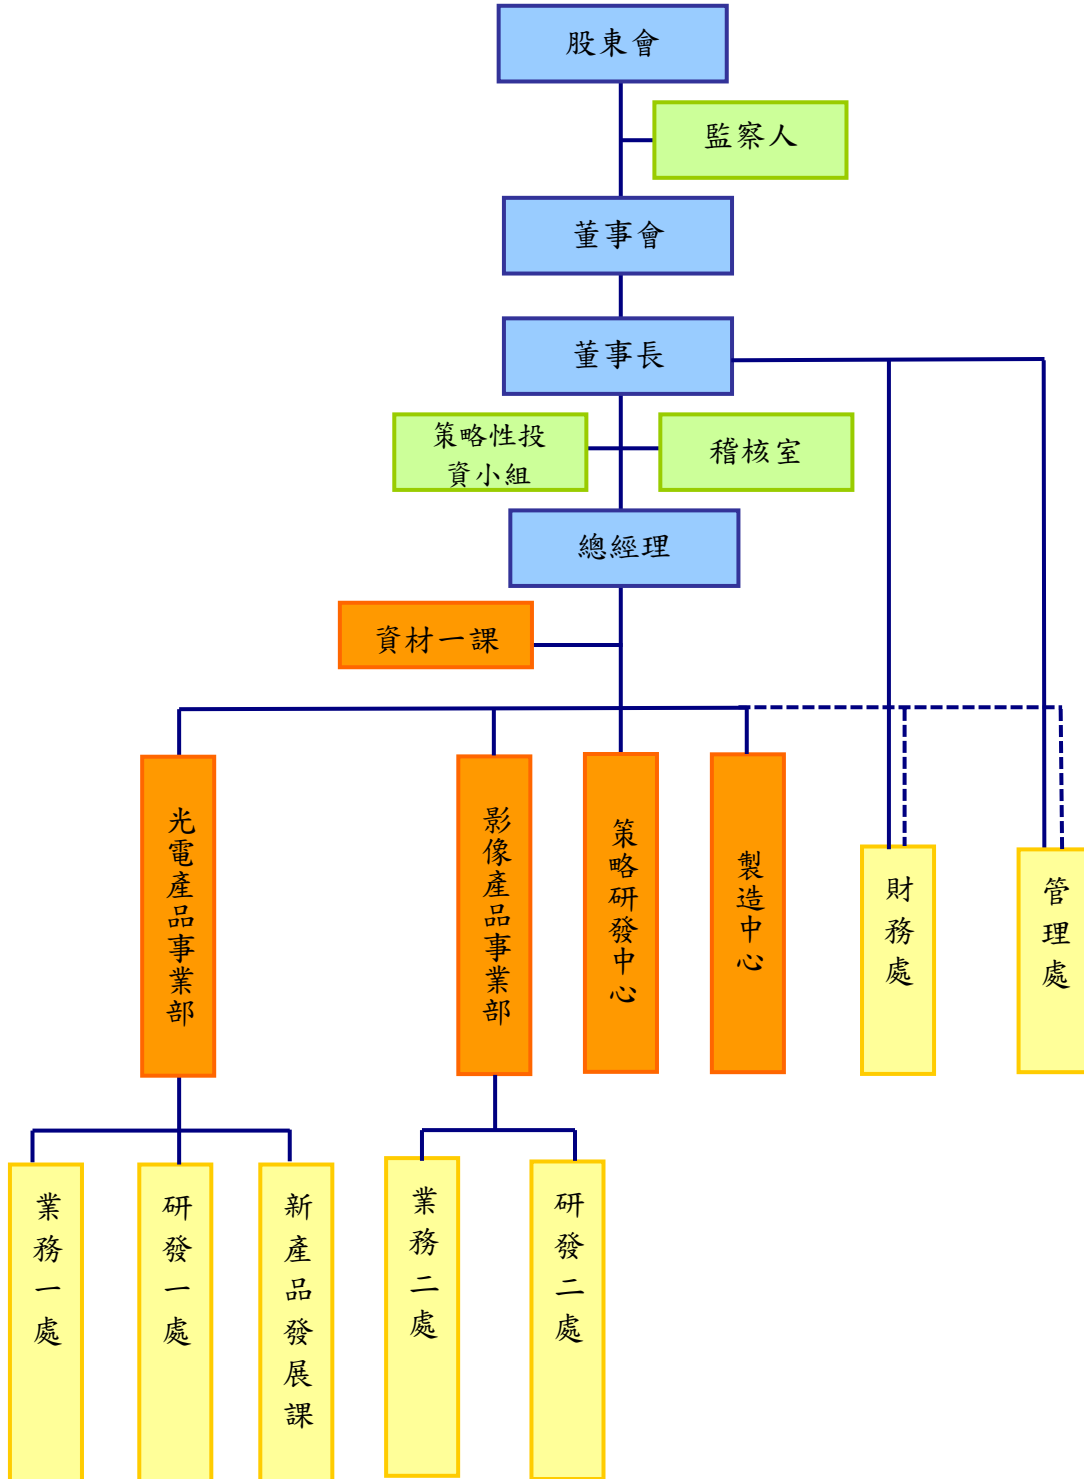 股東會
監察人
董事會
董事長
策略性投
資小組
稽核室
總經理
資材一課
光電產品事業部
影像產品事業部
策略研發中心
製造中心
財務處
管理處
業務一處
研發一處
新產品發展課
業務二處
研發二處